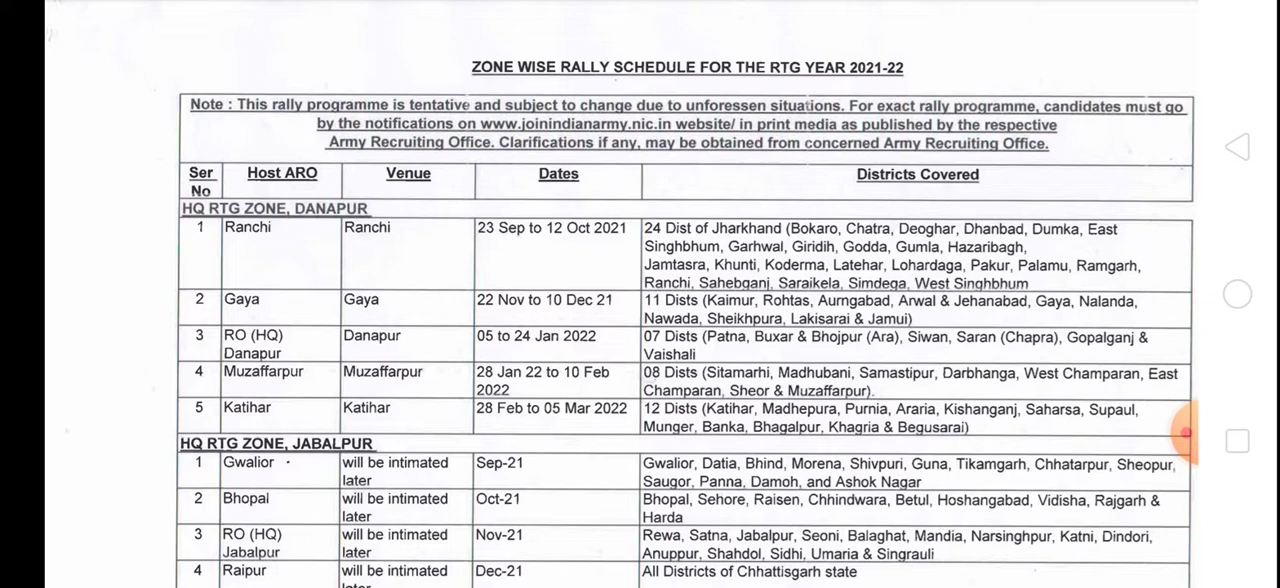 ZONE WISE RALLY SCHEDULE FOR THE RTG YEAR 2021-22
Note : This rally programme is tentative and subject to change due to unforessen situations. For exact rally programme, candidates must go
by the notifications on www.joinindianarmy.nic.in website/ in print media as published by the respective
Army Recruiting Office. Clarifications if any, may be obtained from concerned Army Recruiting Office.
Ser No Host ARO Venue Dates Districts Covered
HQ RTG ZONE, DANAPUR
1 Ranchi Ranchi 23 Sep to 12 Oct 2021 24 Dist of Jharkhand (Bokaro, Chatra, Deoghar, Dhanbad, Dumka, East
Singhbhum, Garhwal, Giridih, Godda, Gumla, Hazaribagh,
Jamtasra, Khunti, Koderma, Latehar, Lohardaga, Pakur, Palamu, Ramgarh,
Ranchi, Sahebganj, Saraikela, Simdega, West Singhbhum
2 Gaya Gaya 22 Nov to 10 Dec 21 11 Dists (Kaimur, Rohtas, Aurngabad, Arwal & Jehanabad, Gaya, Nalanda,
Nawada, Sheikhpura, Lakisarai & Jamui)
3 RO (HQ) Danapur 05 to 24 Jan 2022 07 Dists (Patna, Buxar & Bhojpur (Ara), Siwan, Saran (Chapra), Gopalganj &
Danapur Vaishali
4 Muzaffarpur Muzaffarpur 28 Jan 22 to 10 Feb 08 Dists (Sitamarhi, Madhubani, Samastipur, Darbhanga, West Champaran, East
2022 Champaran, Sheor & Muzaffarpur).
5 Katihar Katihar 28 Feb to 05 Mar 2022 12 Dists (Katihar, Madhepura, Purnia, Araria, Kishanganj, Saharsa, Supaul,
Munger, Banka, Bhagalpur, Khagria & Begusarai)
HQ RTG ZONE, JABALPUR
1 Gwalior will be intimated Sep-21 Gwalior, Datia, Bhind, Morena, Shivpuri, Guna, Tikamgarh, Chhatarpur, Sheopur,
later Saugor, Panna, Damoh, and Ashok Nagar
2 Bhopal will be intimated Oct-21 Bhopal, Sehore, Raisen, Chhindwara, Betul, Hoshangabad, Vidisha, Rajgarh &
later Harda
3 RO (HQ) will be intimated Nov-21 Rewa, Satna, Jabalpur, Seoni, Balaghat, Mandia, Narsinghpur, Katni, Dindori,
Jabalpur later Anuppur, Shahdol, Sidhi, Umaria & Singrauli
4 Raipur will be intimated Dec-21 All Districts of Chhattisgarh state
later